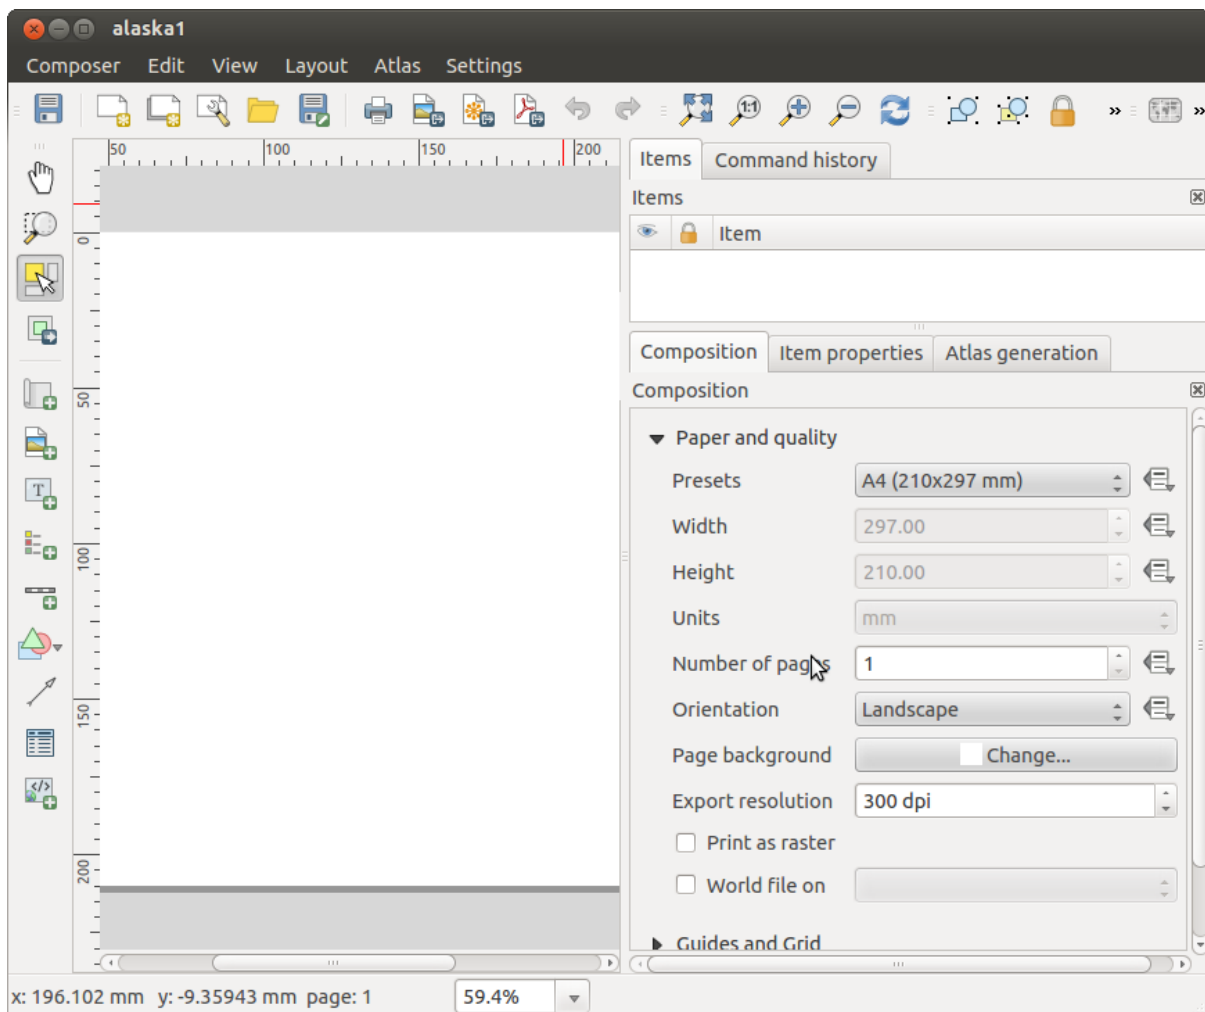 alaska1
Composer Edit View Layout Atlas Settings
1:1
50 100 150 200
Items Command history
Items
Item
0
50
100
150
200
Composition Item properties Atlas generation
Composition
Paper and quality
Presets A4 (210x297 mm)
Width 297.00
Height 210.00
Units mm
Number of pages 1
Orientation Landscape
Page background Change...
Export resolution 300 dpi
Print as raster
World file on
Guides and Grid
x: 196.102 mm y: -9.35943 mm page: 1 59.4%